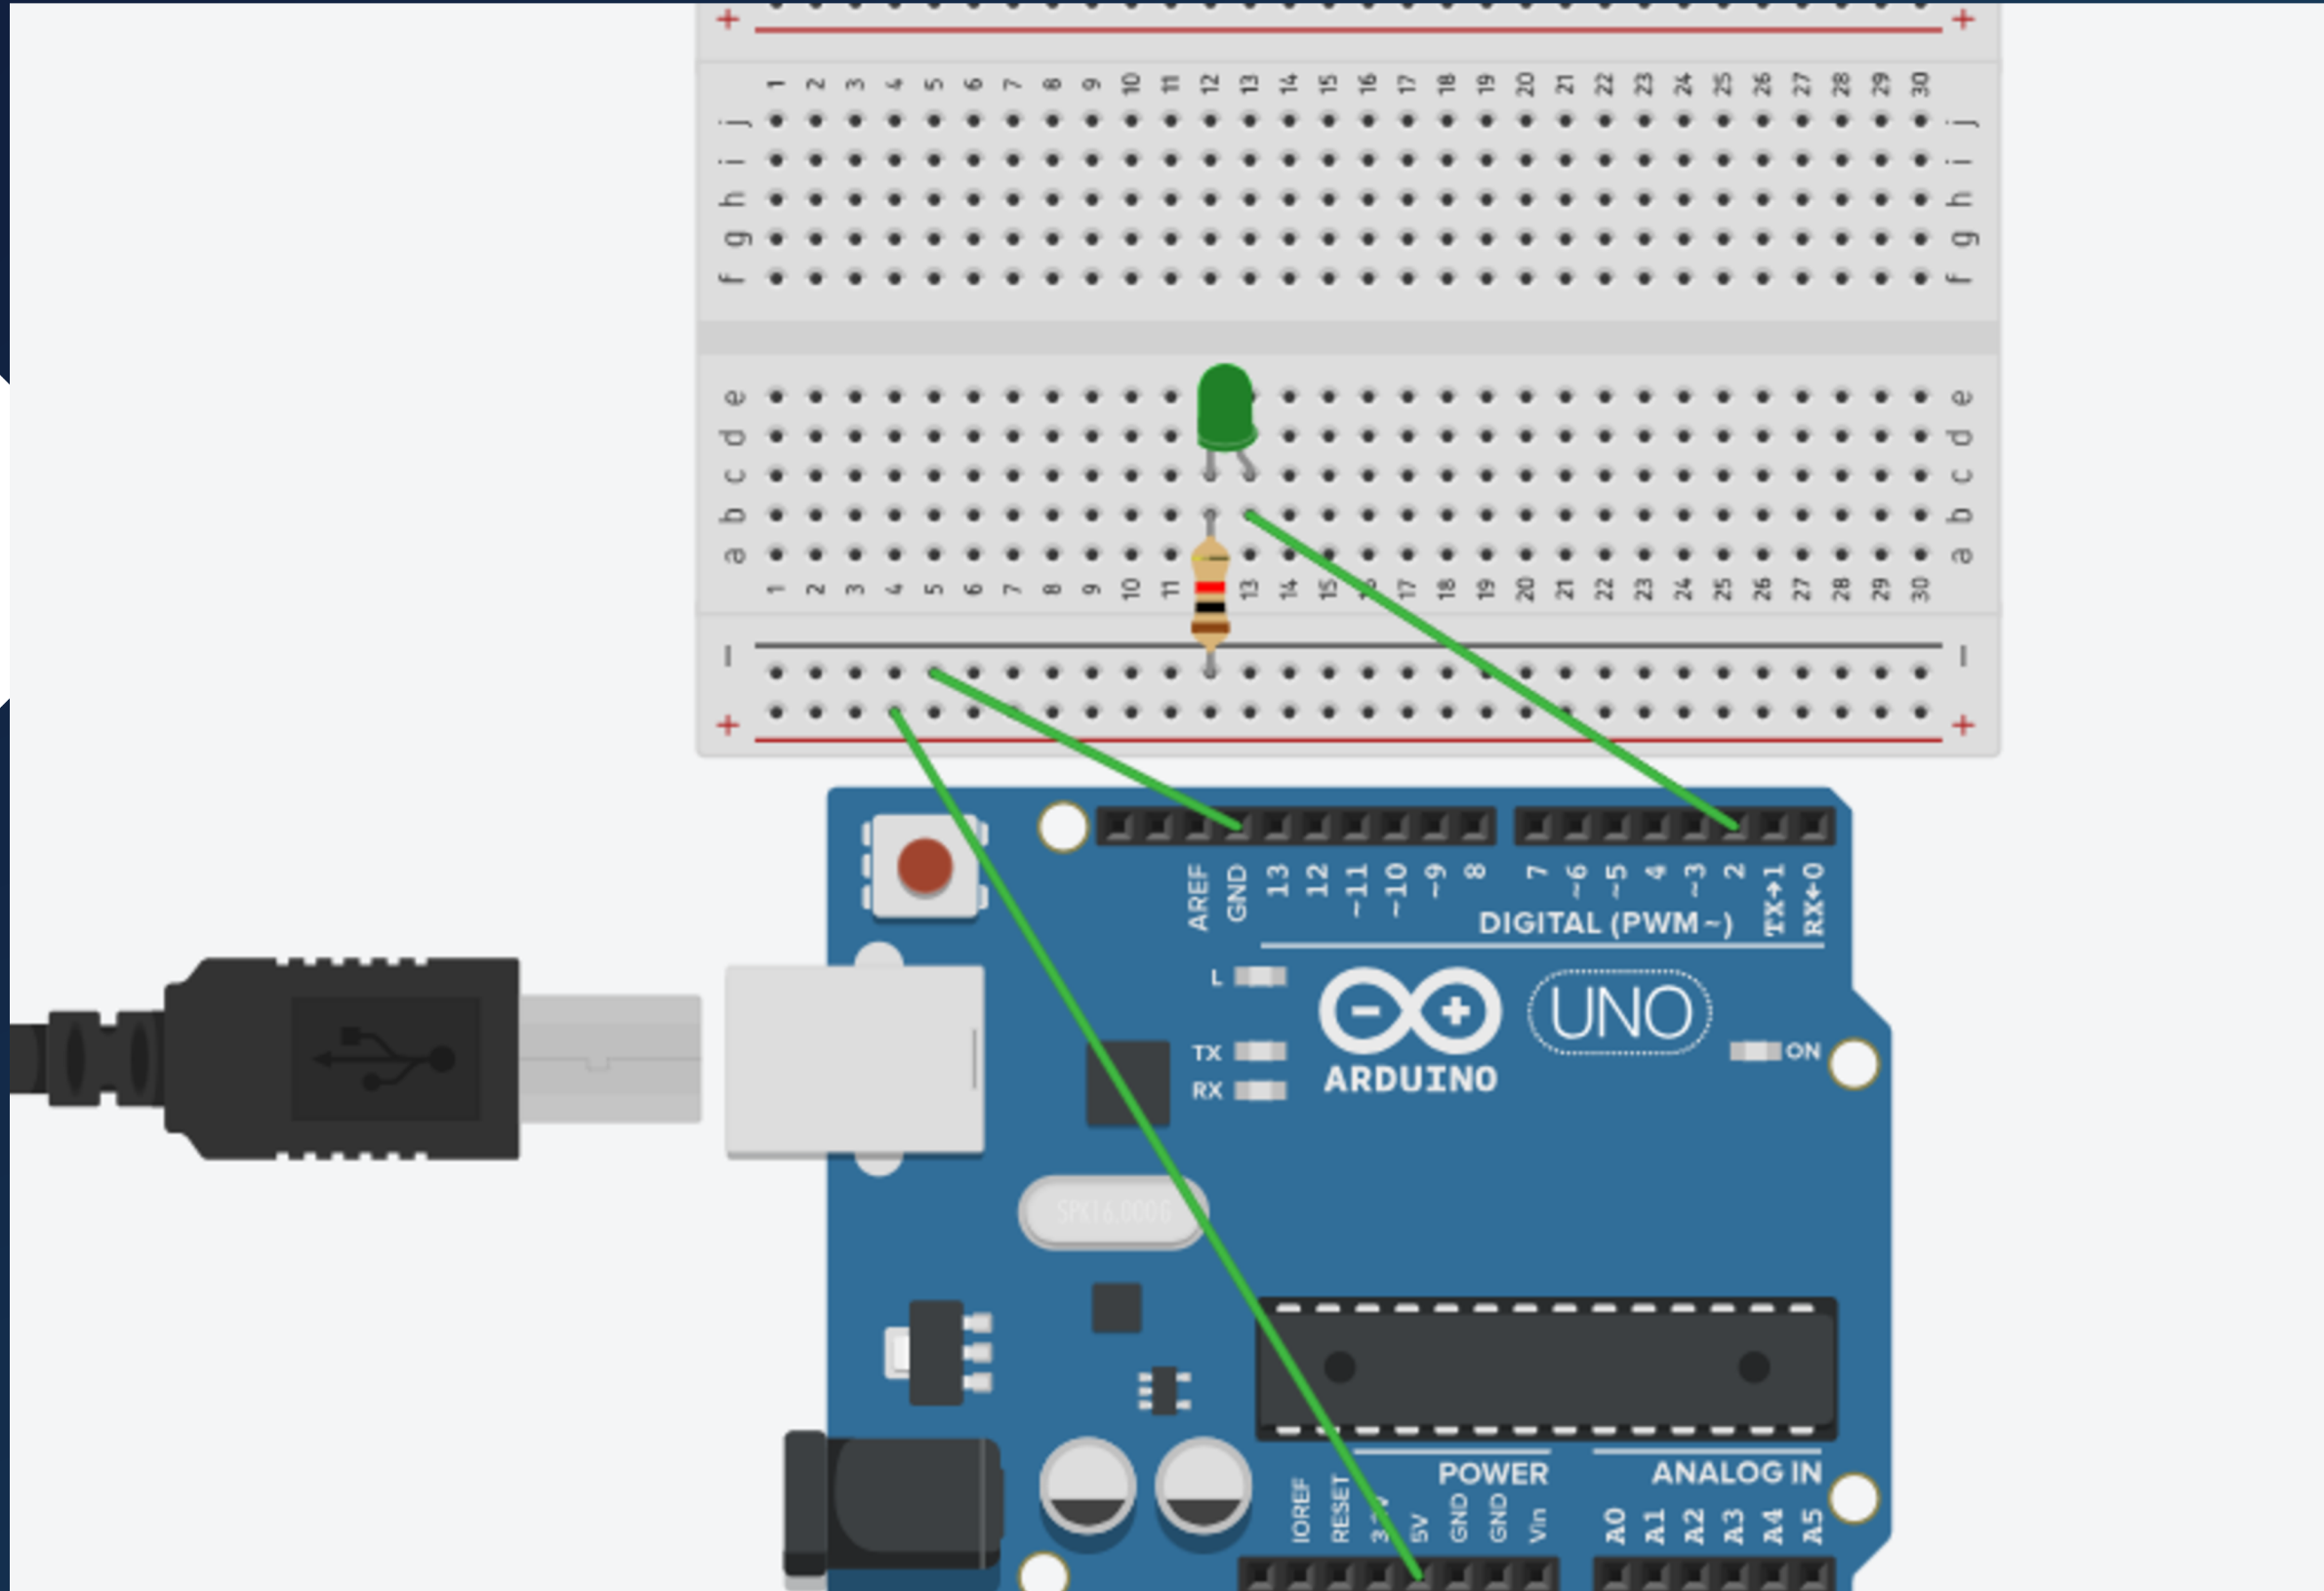 + +
1 2 3 4 5 6 7 8 9 10 11 12 13 14 15 16 17 18 19 20 21 22 23 24 25 26 27 28 29 30
j j
i i
h h
g g
f f
e e
d d
c c
b b
a a
1 2 3 4 5 6 7 8 9 10 11 13 14 15 17 18 19 20 21 22 23 24 25 26 27 28 29 30
− −
+ +
AREF GND 13 12 ~11 ~10 ~9 8 7 ~6 ~5 4 ~3 2 TX→1 RX←0
DIGITAL (PWM~)
L
UNO
TX
ON
RX
ARDUINO
SPK16.000G
POWER ANALOG IN
IOREF RESET 5V GND GND Vin A0 A1 A2 A3 A4 A5